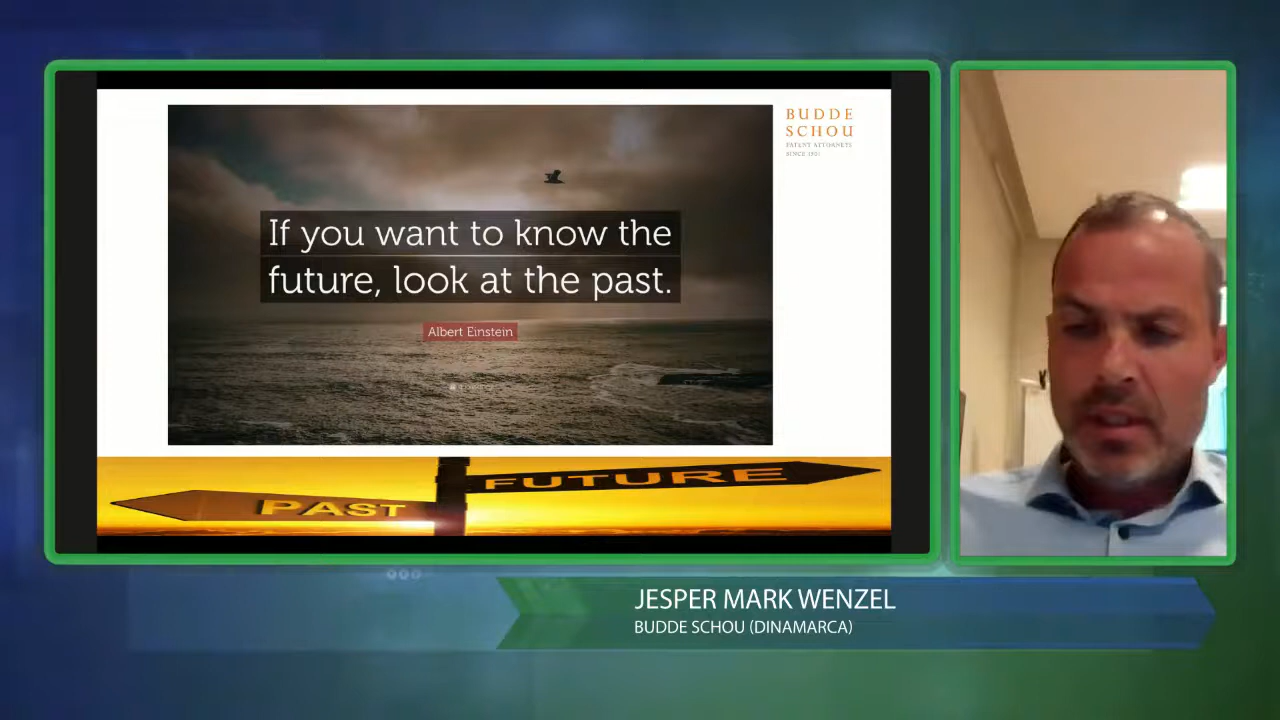 If you want to know the
future, look at the past.
Albert Einstein
BUDDE
SCHOU
PATENT ATTORNEYS
PAST
FUTURE
JESPER MARK WENZEL
BUDDE SCHOU (DINAMARCA)